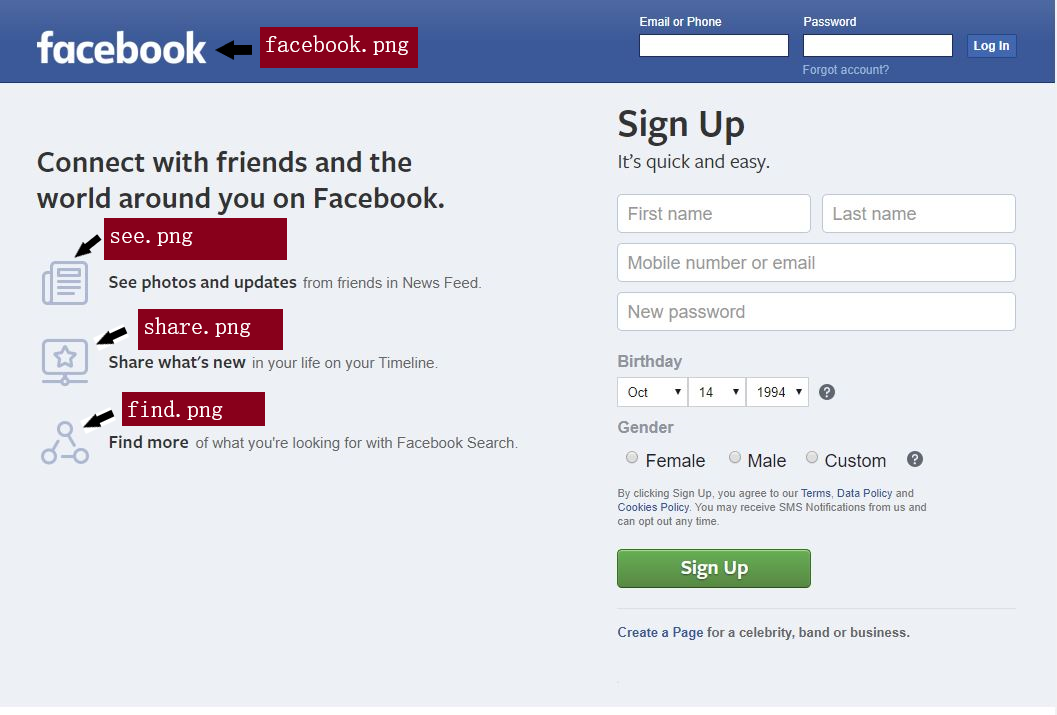 facebook
facebook.png
Email or Phone
Password
Log In
Forgot account?
Connect with friends and the
world around you on Facebook.
see.png
See photos and updates from friends in News Feed.
share.png
Share what's new in your life on your Timeline.
find.png
Find more of what you're looking for with Facebook Search.
Sign Up
It's quick and easy.
First name
Last name
Mobile number or email
New password
Birthday
Oct 14 1994 ?
Gender
Female Male Custom ?
By clicking Sign Up, you agree to our Terms, Data Policy and
Cookies Policy. You may receive SMS Notifications from us and
can opt out any time.
Sign Up
Create a Page for a celebrity, band or business.